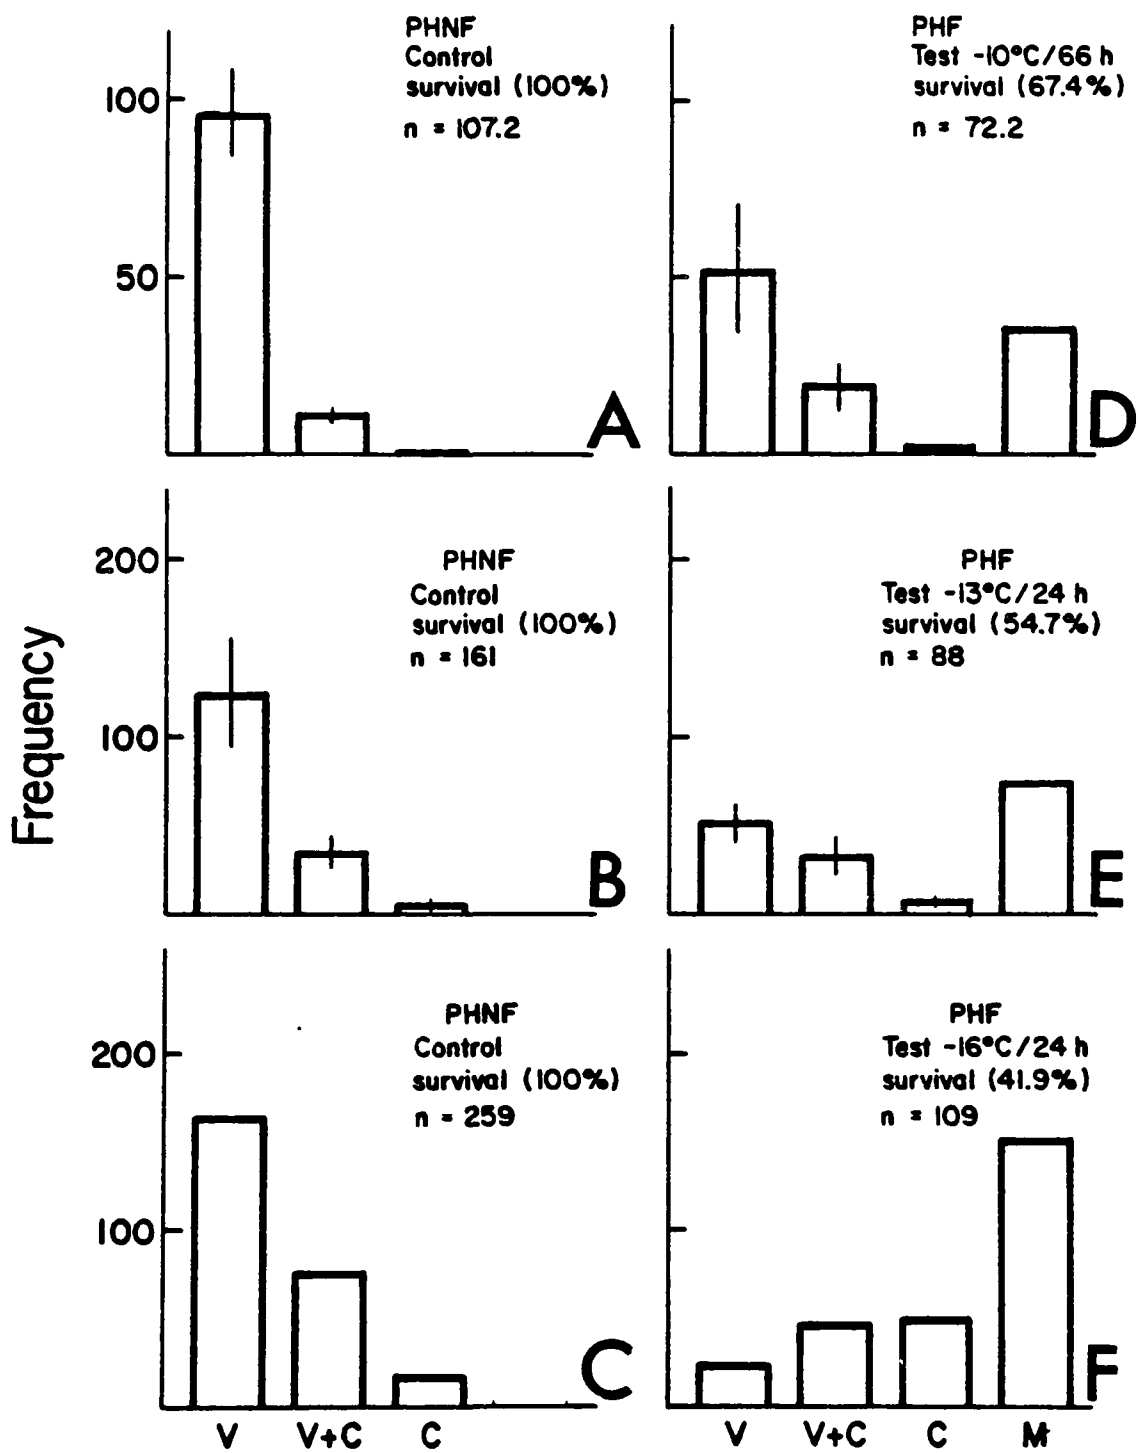 PHNF
Control
survival (100%)
n = 107.2
100
50
A
PHF
Test -10°C/66 h
survival (67.4%)
n = 72.2
D
Frequency
PHNF
Control
survival (100%)
n = 161
200
100
B
PHF
Test -13°C/24 h
survival (54.7%)
n = 88
E
PHNF
Control
survival (100%)
n = 259
200
100
C
V V+C C
PHF
Test -16°C/24 h
survival (41.9%)
n = 109
F
V V+C C M